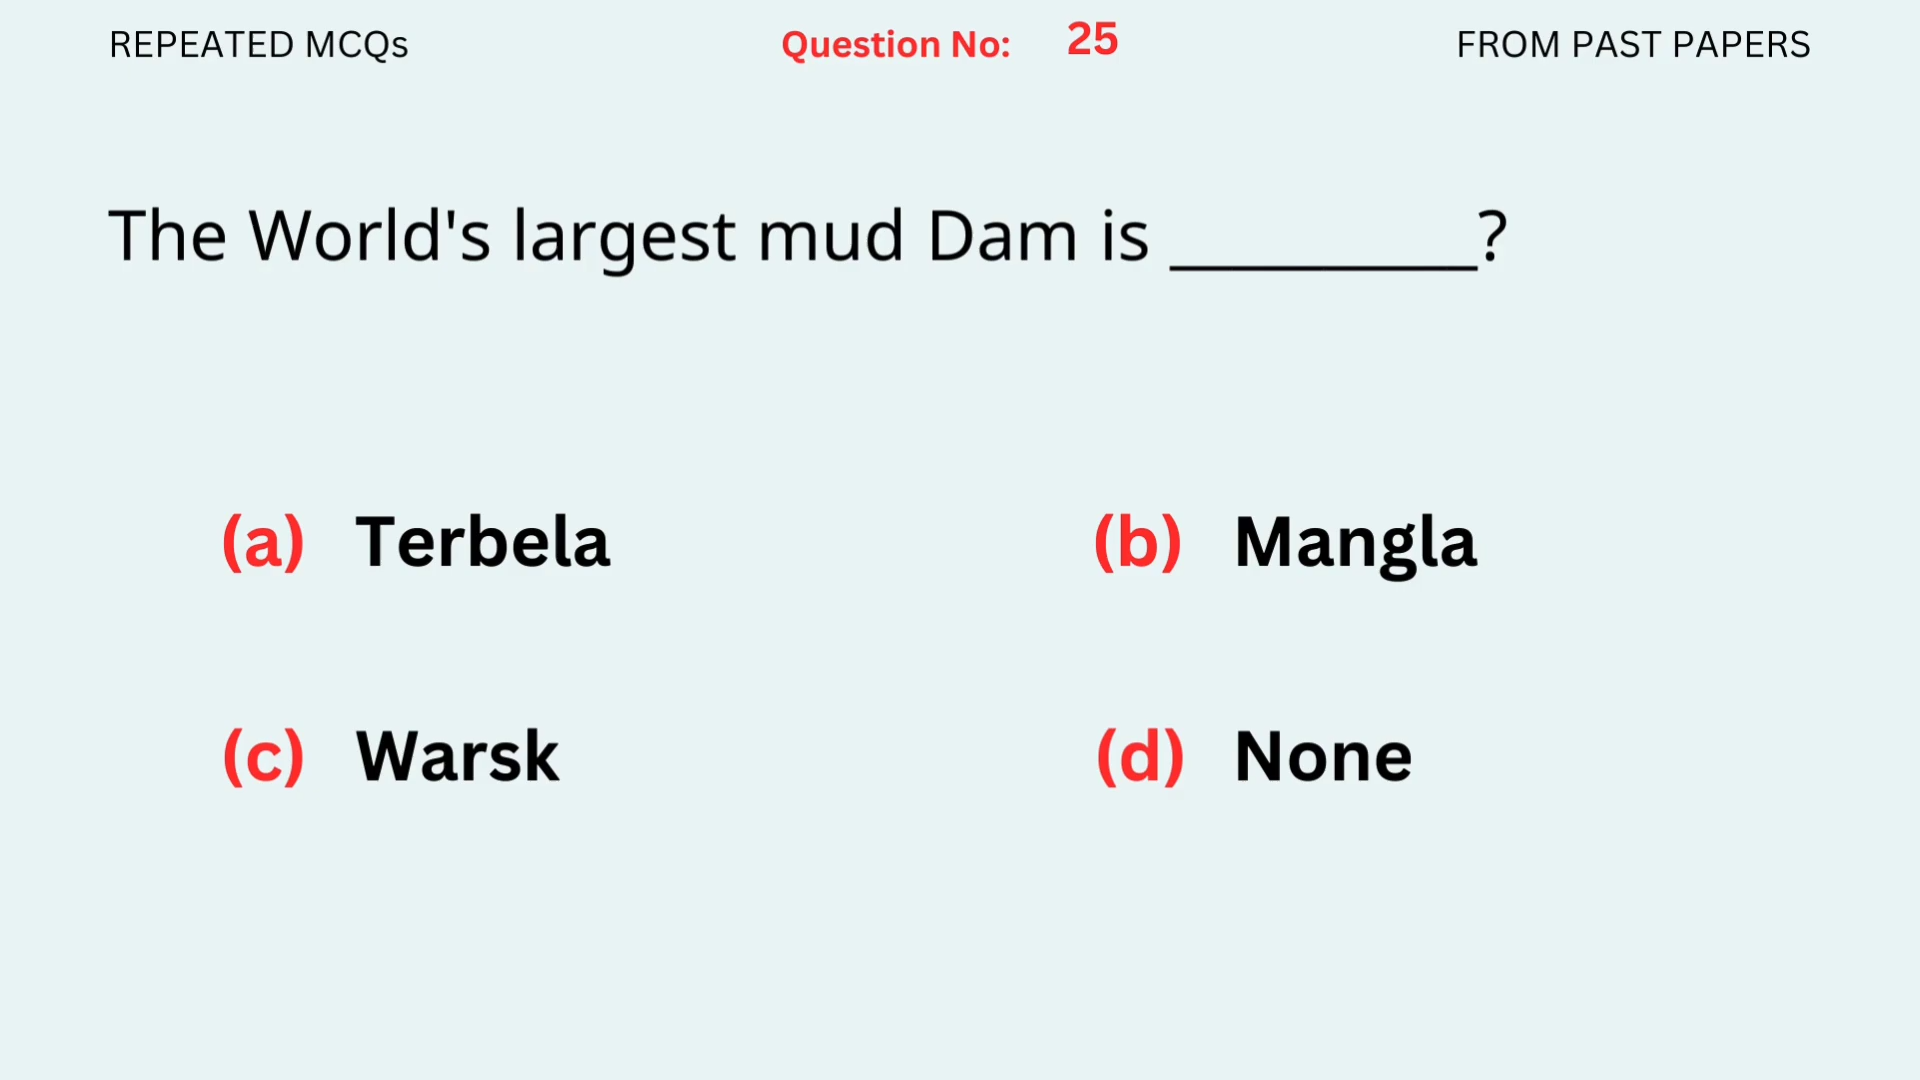 REPEATED MCQs
Question No: 25
FROM PAST PAPERS
The World's largest mud Dam is __________?
(a) Terbela
(b) Mangla
(c) Warsk
(d) None